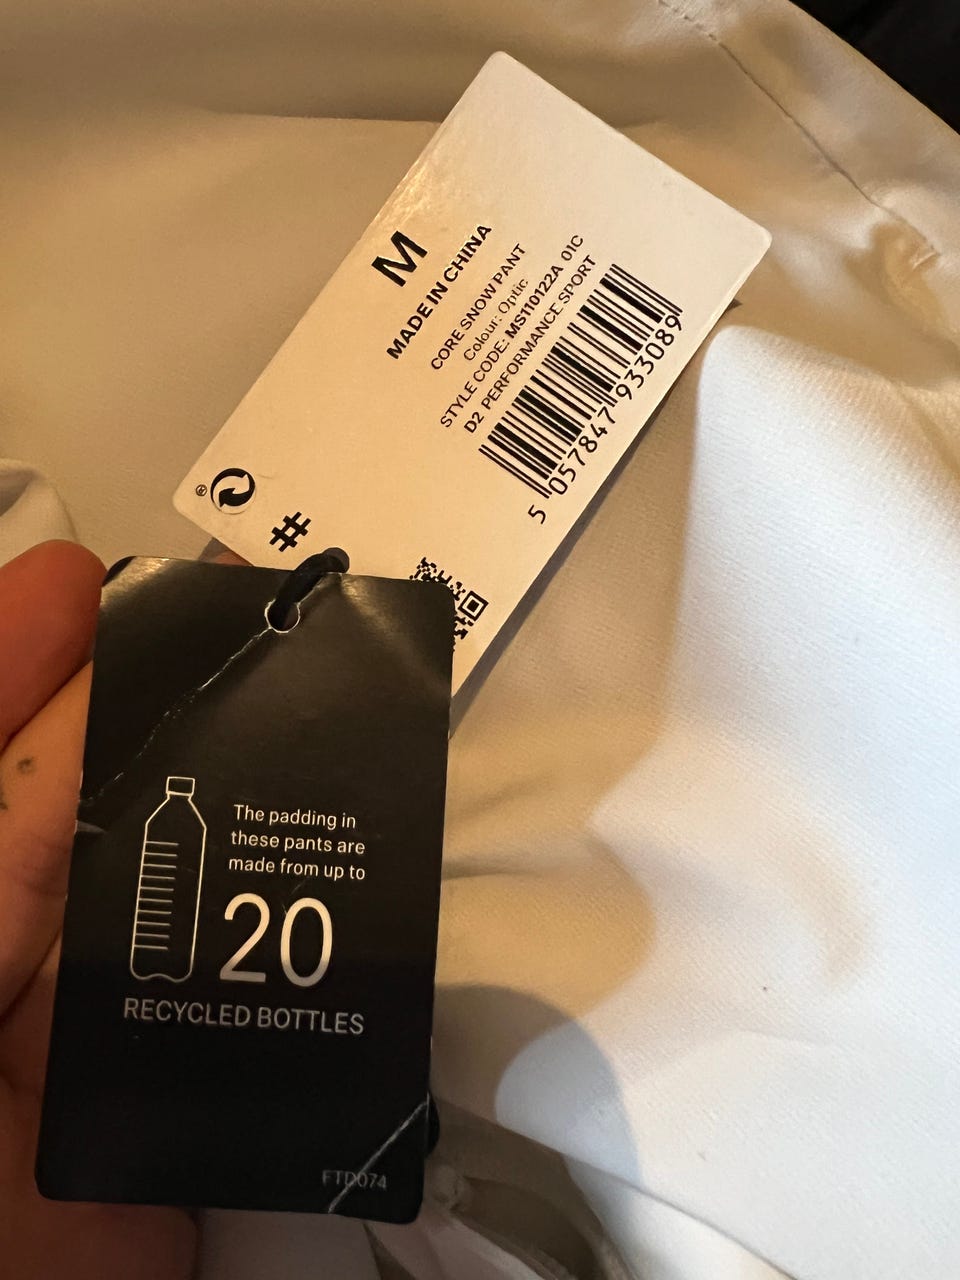 M
MADE IN CHINA
CORE SNOW PANT
Colour: Optic
STYLE CODE: MS110122A 01C
D2 PERFORMANCE SPORT
5 057847 933089
®
#
The padding in
these pants are
made from up to
20
RECYCLED BOTTLES
FTD074